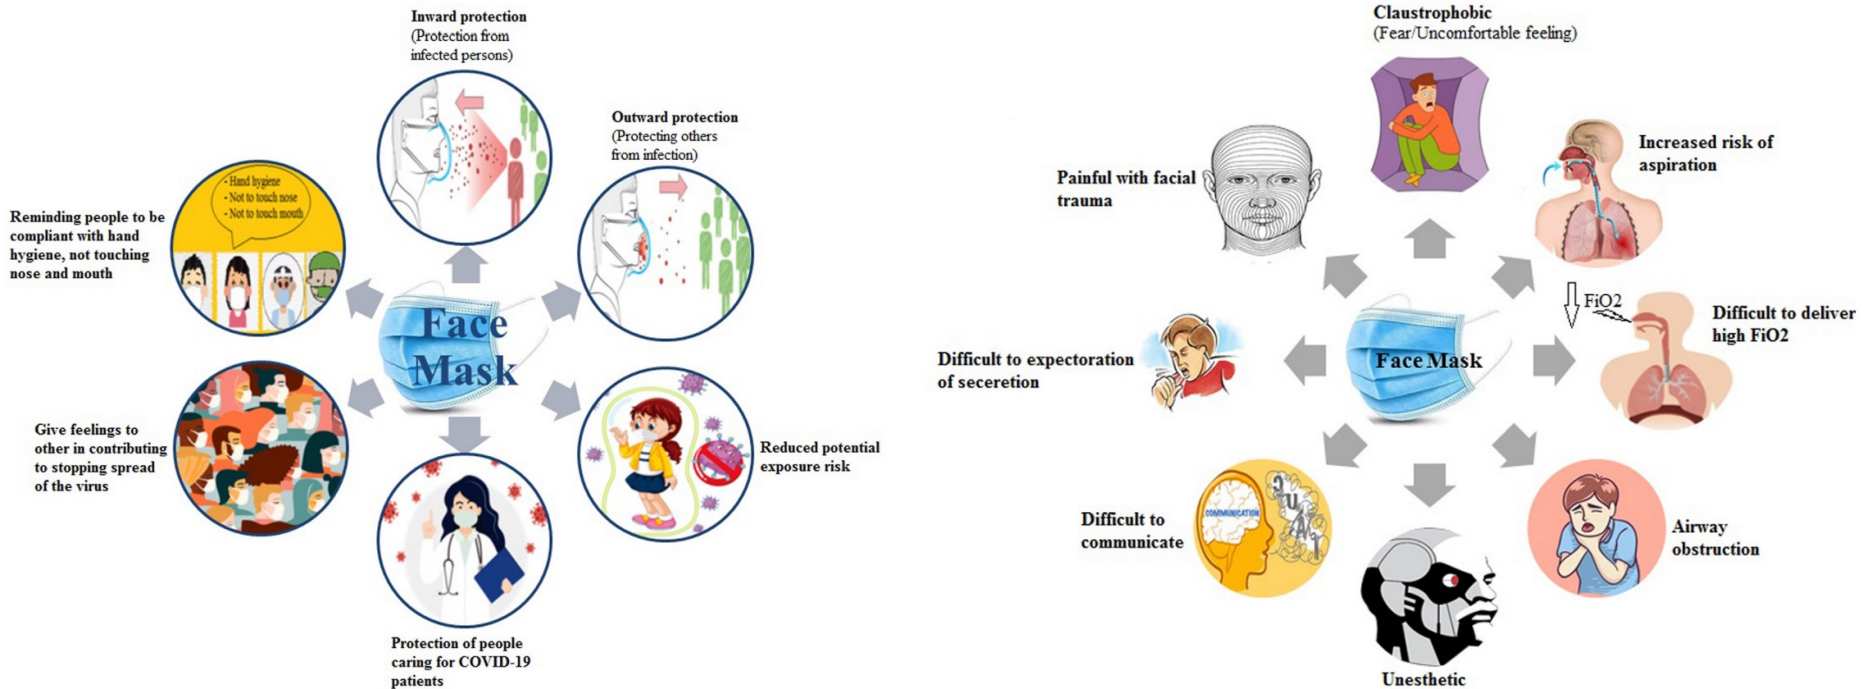 Inward protection
(Protection from
infected persons)
Outward protection
(Protecting others
from infection)
- Hand hygiene
- Not to touch nose
- Not to touch mouth
Reminding people to be
compliant with hand
hygiene, not touching
nose and mouth
Face
Mask
Give feelings to
other in contributing
to stopping spread
of the virus
Reduced potential
exposure risk
Protection of people
caring for COVID-19
patients
Claustrophobic
(Fear/Uncomfortable feeling)
Increased risk of
aspiration
Painful with facial
trauma
FiO2
Difficult to deliver
high FiO2
Face Mask
Difficult to expectoration
of seceretion
COMMUNICATION
Difficult to
communicate
Airway
obstruction
Unesthetic